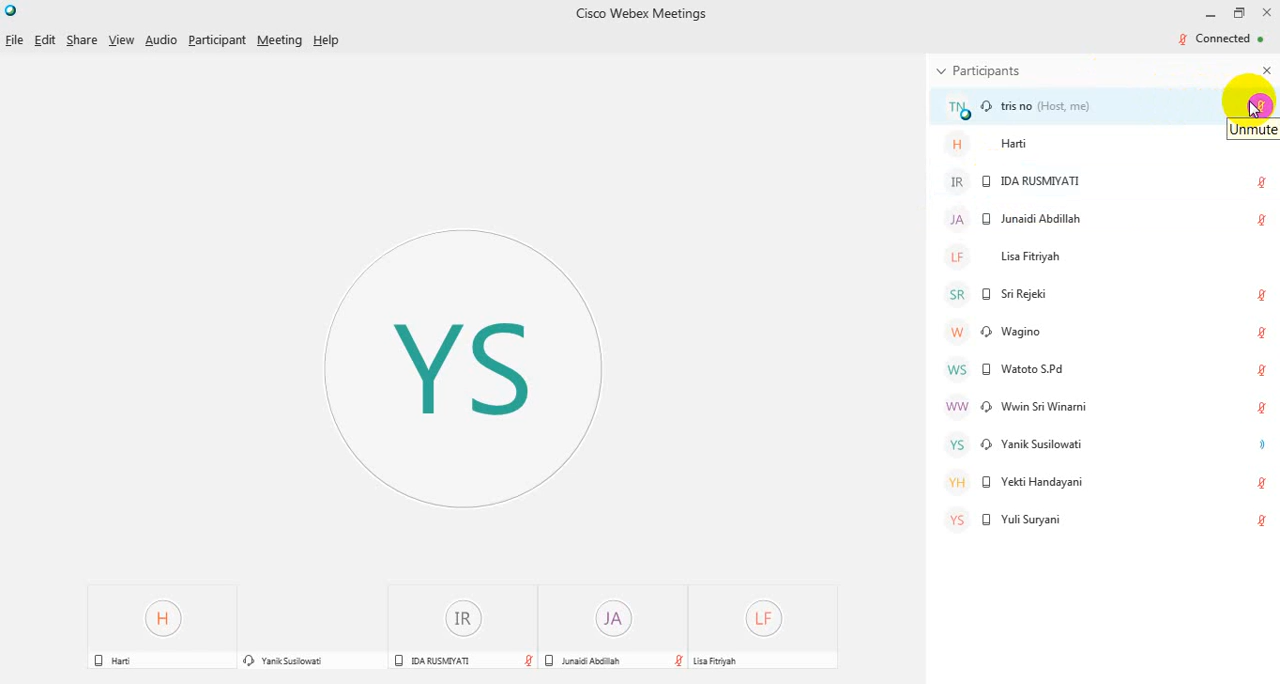 Cisco Webex Meetings
File Edit Share View Audio Participant Meeting Help
Connected
Participants
TN tris no (Host, me)
Unmute
H Harti
IR IDA RUSMIYATI
JA Junaidi Abdillah
LF Lisa Fitriyah
SR Sri Rejeki
W Wagino
WS Watoto S.Pd
WW Wwin Sri Winarni
YS Yanik Susilowati
YH Yekti Handayani
YS Yuli Suryani
YS
H
Harti
Yanik Susilowati
IR
IDA RUSMIYATI
JA
Junaidi Abdillah
LF
Lisa Fitriyah